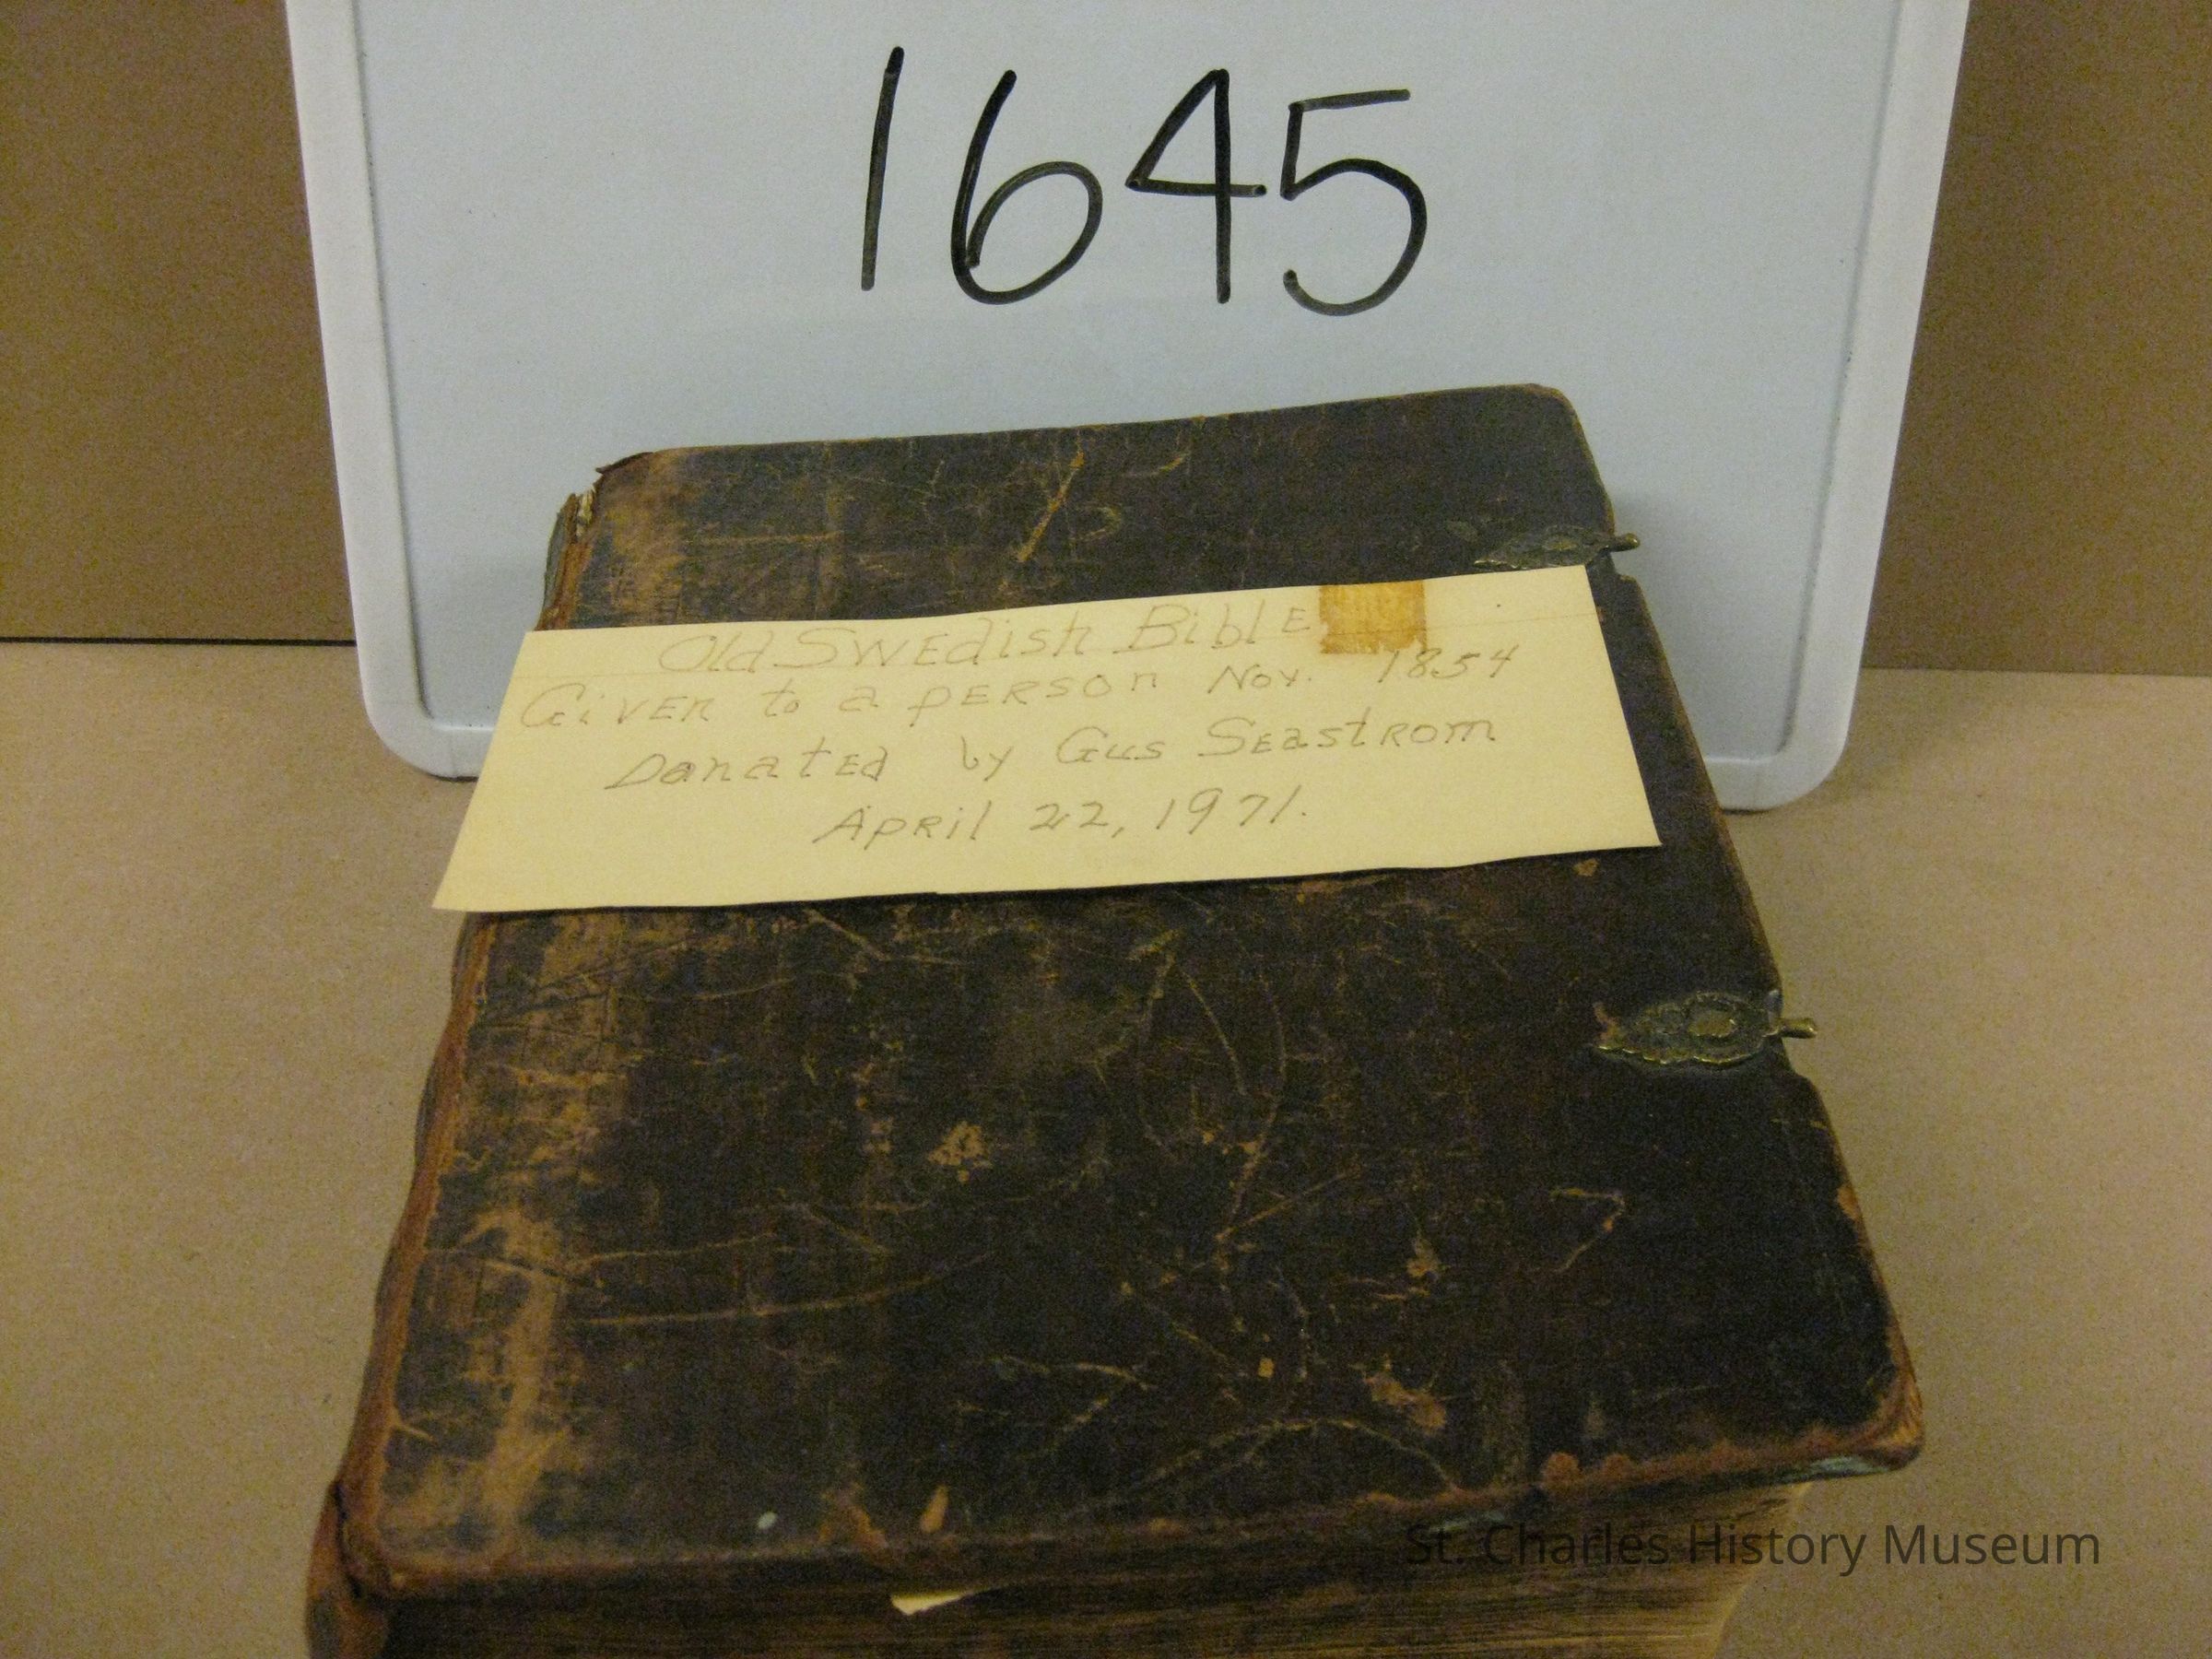 1645
Old Swedish Bible
Given to a person Nov. 1854
Donated by Gus Seastrom
April 22, 1971.
St. Charles History Museum